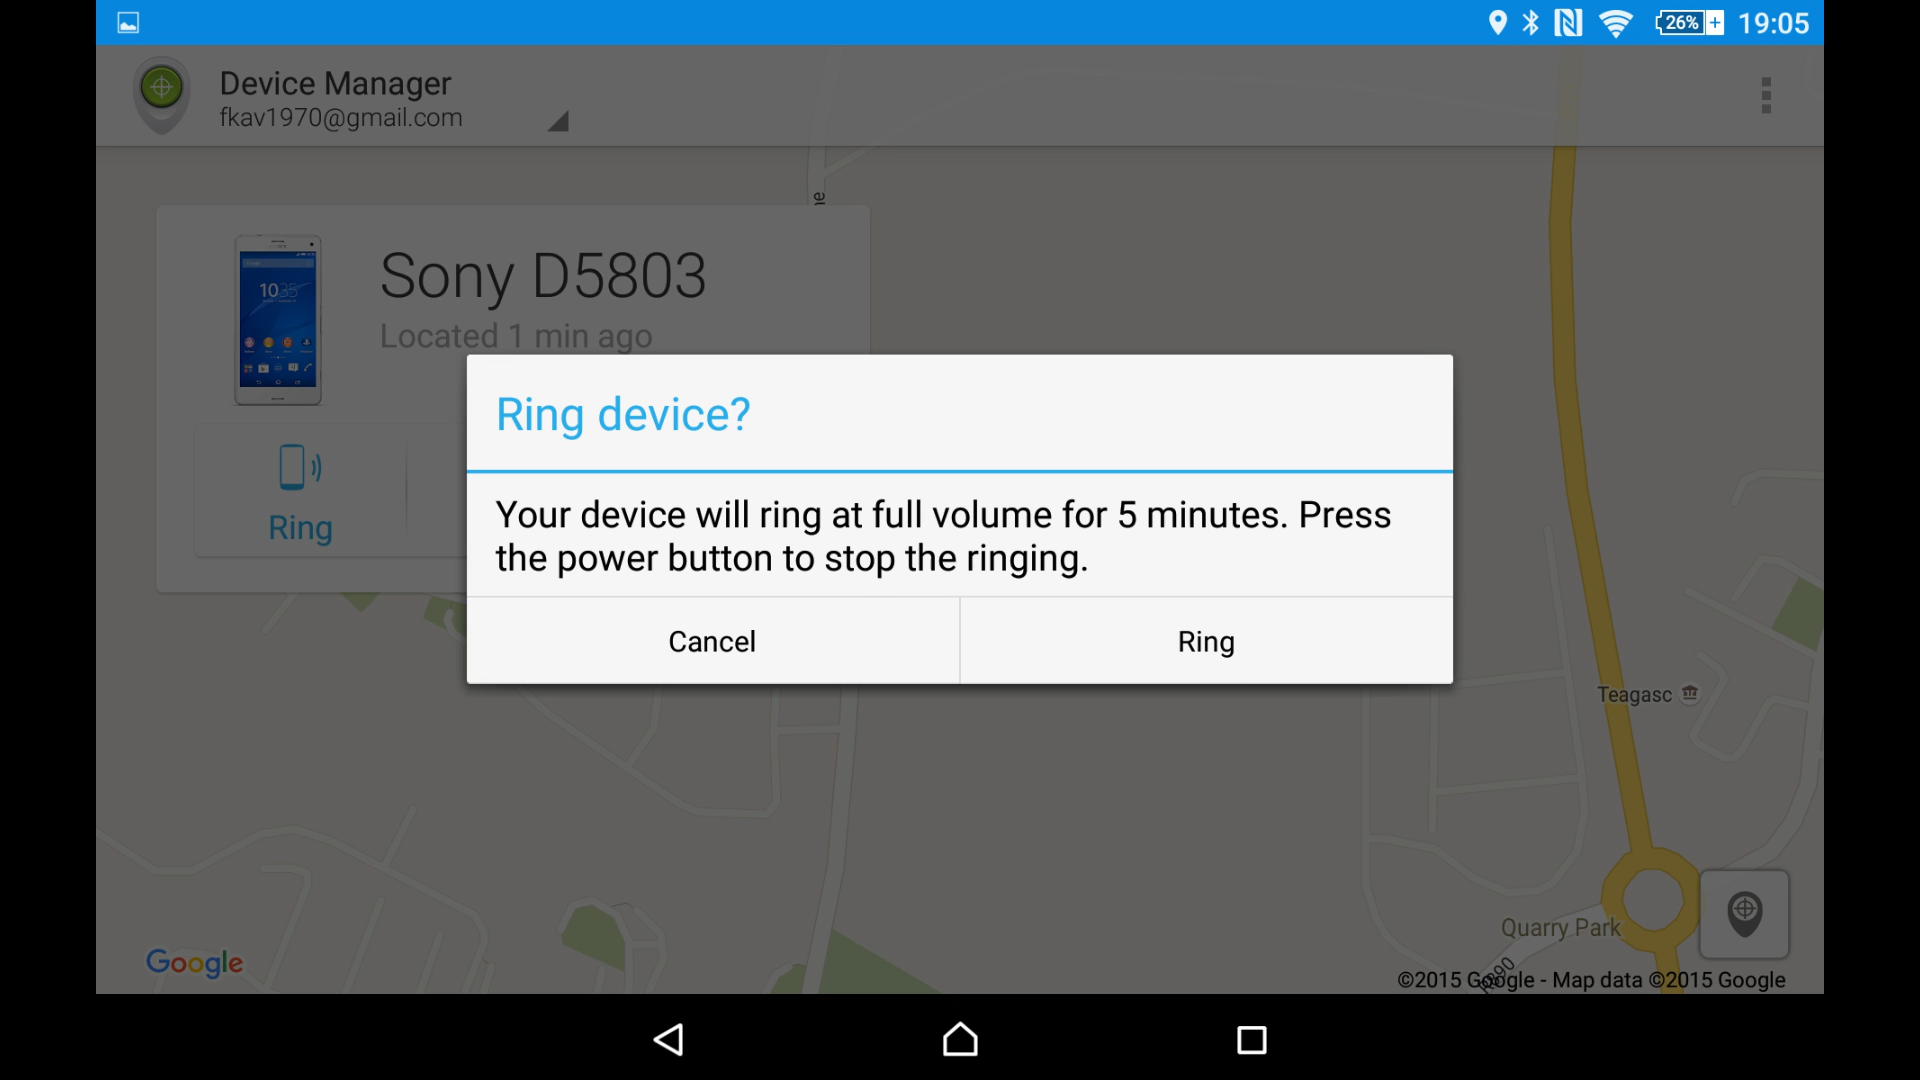 26%
19:05
Device Manager
fkav1970@gmail.com
ne
Sony D5803
Located 1 min ago
1035
Ring device?
Ring
Your device will ring at full volume for 5 minutes. Press
the power button to stop the ringing.
Cancel
Ring
Teagasc
Quarry Park
Google
©2015 Google - Map data ©2015 Google